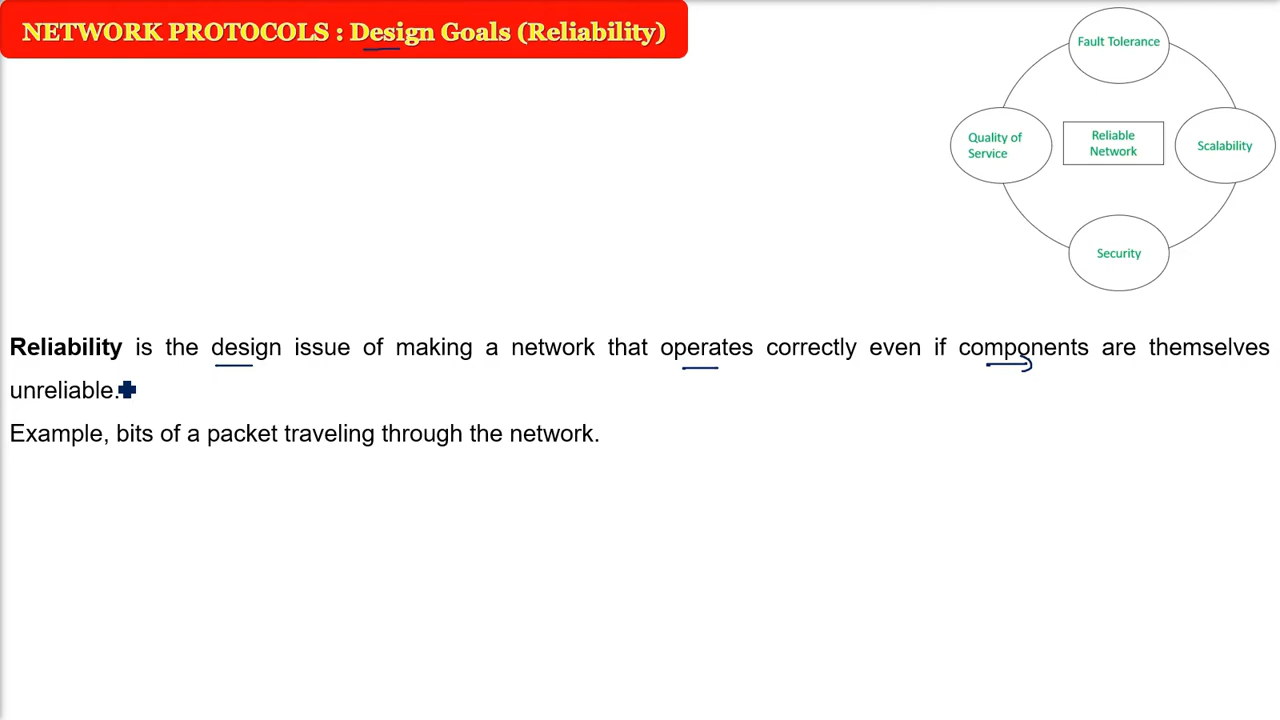 NETWORK PROTOCOLS : Design Goals (Reliability)
Fault Tolerance
Quality of
Service
Reliable
Network
Scalability
Security
Reliability is the design issue of making a network that operates correctly even if components are themselves
unreliable.
Example, bits of a packet traveling through the network.